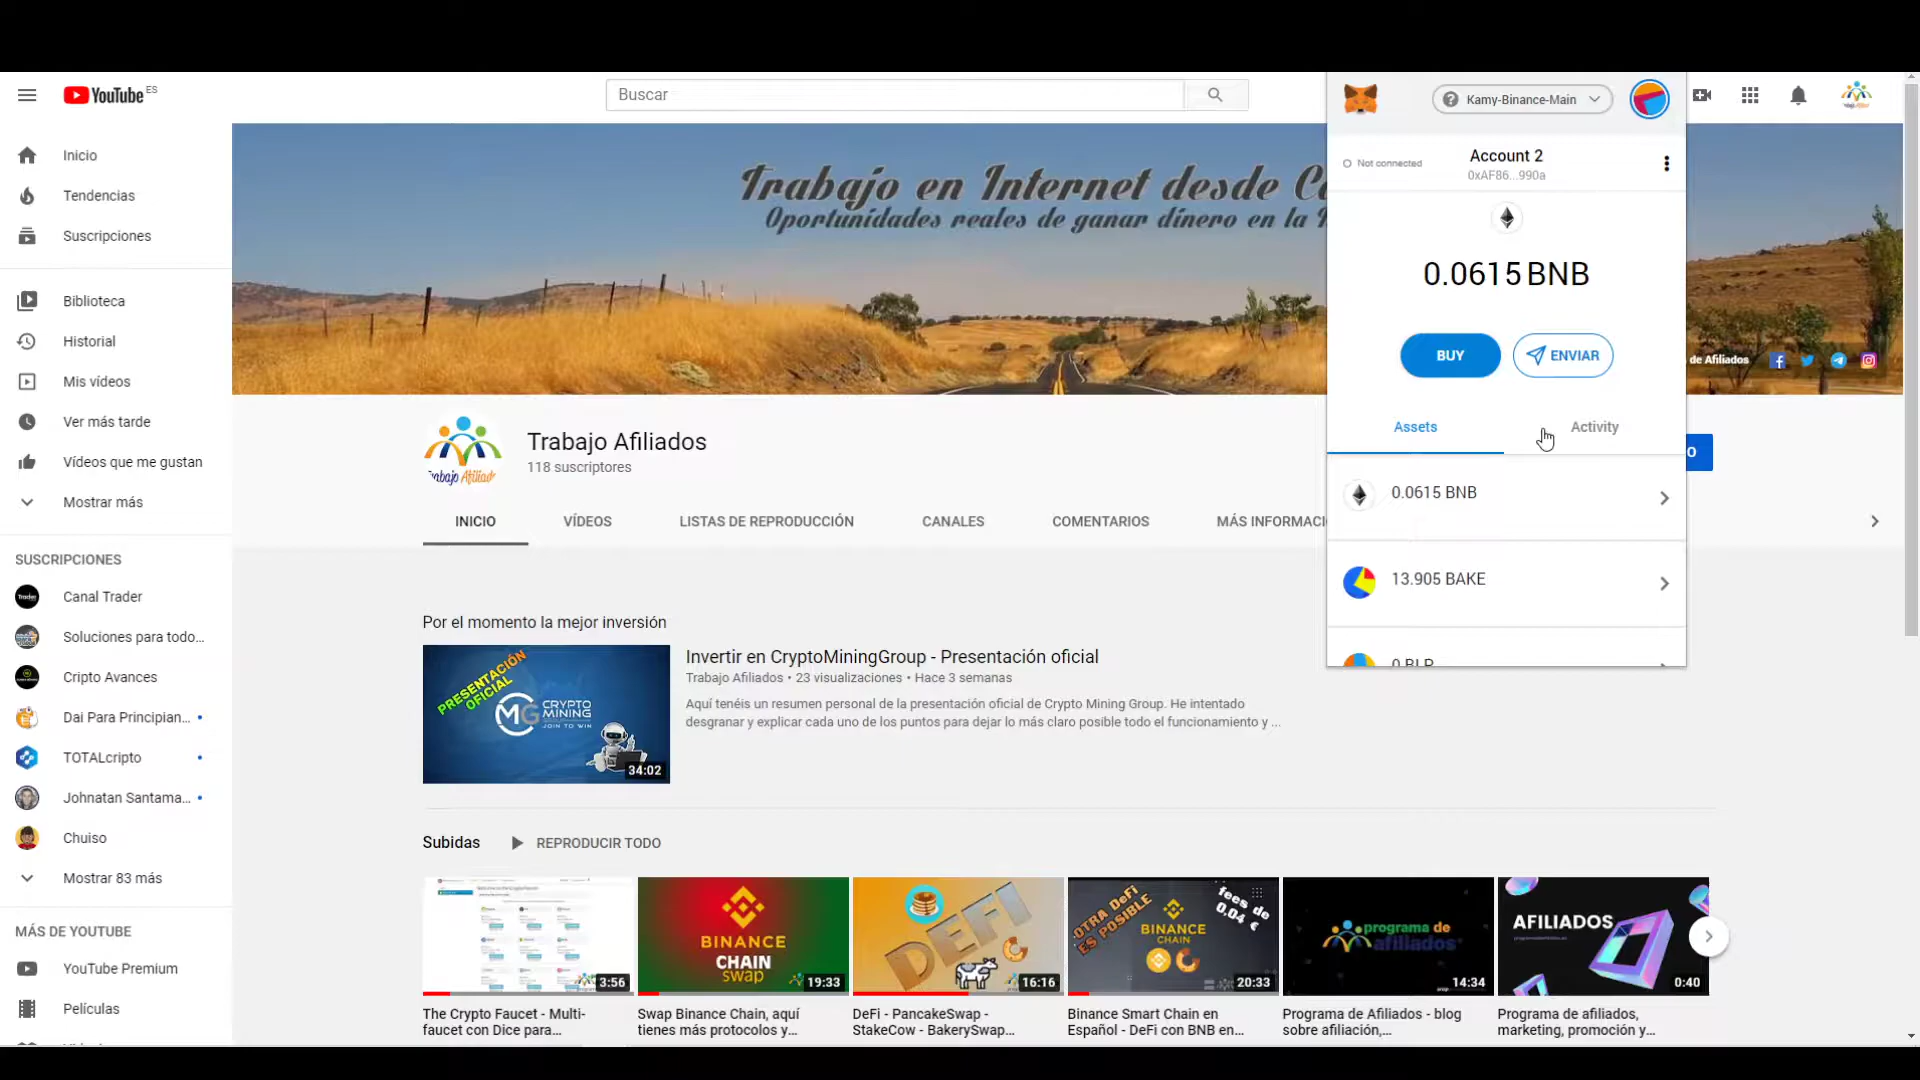 YouTube ES
Buscar
Kamy-Binance-Main
Inicio
Tendencias
Suscripciones
Biblioteca
Historial
Mis vídeos
Ver más tarde
Vídeos que me gustan
Mostrar más
SUSCRIPCIONES
Canal Trader
Soluciones para todo...
Cripto Avances
Dai Para Principian...
TOTALcripto
Johnatan Santama...
Chuiso
Mostrar 83 más
MÁS DE YOUTUBE
YouTube Premium
Películas
Trabajo en Internet desde
Oportunidades reales de ganar dinero en la
de Afiliados
Not connected
Account 2
0xAF86...990a
0.0615 BNB
BUY
ENVIAR
Assets
Activity
0.0615 BNB
13.905 BAKE
0 BLP
Trabajo Afiliados
118 suscriptores
INICIO
VÍDEOS
LISTAS DE REPRODUCCIÓN
CANALES
COMENTARIOS
MÁS INFORMACI
Por el momento la mejor inversión
PRESENTACIÓN
OFICIAL
MG CRYPTO
MINING
JOIN TO WIN
34:02
Invertir en CryptoMiningGroup - Presentación oficial
Trabajo Afiliados • 23 visualizaciones • Hace 3 semanas
Aquí tenéis un resumen personal de la presentación oficial de Crypto Mining Group. He intentado
desgranar y explicar cada uno de los puntos para dejar lo más claro posible todo el funcionamiento y ...
Subidas
REPRODUCIR TODO
3:56
The Crypto Faucet - Multi-
faucet con Dice para...
BINANCE
CHAIN
swap
19:33
Swap Binance Chain, aquí
tienes más protocolos y...
DEFI
16:16
DeFi - PancakeSwap -
StakeCow - BakerySwap...
OTRA DeFi
ES POSIBLE
fees de
0,04 €
BINANCE
CHAIN
20:33
Binance Smart Chain en
Español - DeFi con BNB en...
programa de
afiliados
14:34
Programa de Afiliados - blog
sobre afiliación,...
AFILIADOS
0:40
Programa de afiliados,
marketing, promoción y...